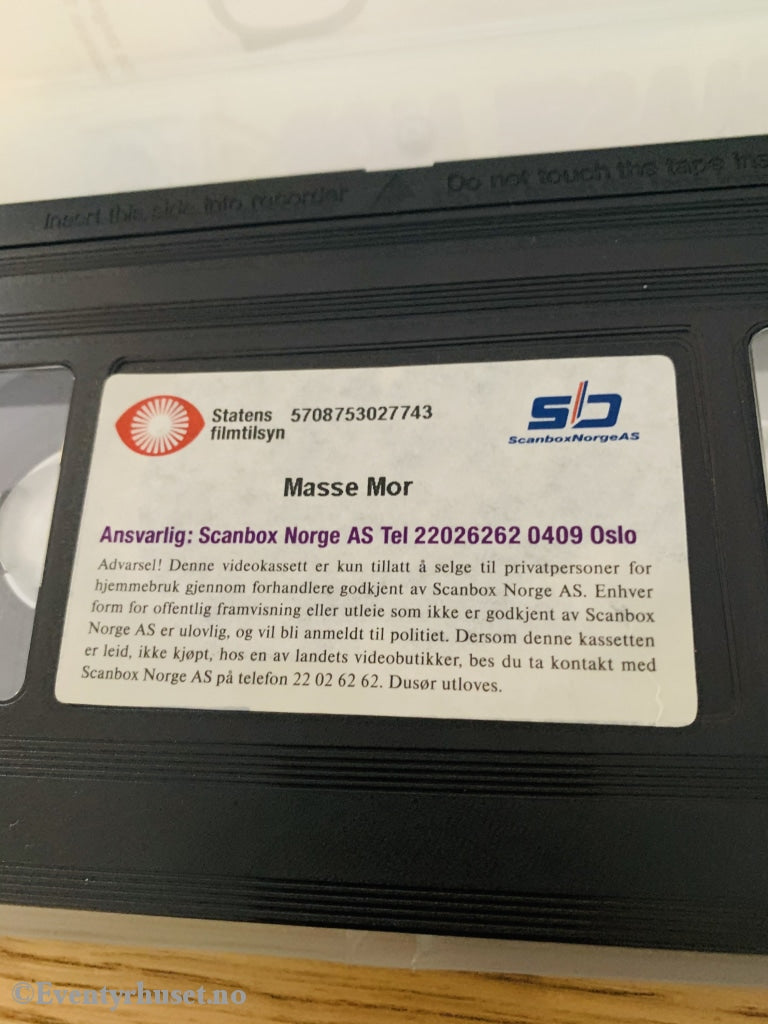 Insert this side into recorder
Do not touch the tape
Statens 5708753027743
filmtilsyn
ScanboxNorgeAS
Masse Mor
Ansvarlig: Scanbox Norge AS Tel 22026262 0409 Oslo
Advarsel! Denne videokassett er kun tillatt å selge til privatpersoner for
hjemmebruk gjennom forhandlere godkjent av Scanbox Norge AS. Enhver
form for offentlig framvisning eller utleie som ikke er godkjent av Scanbox
Norge AS er ulovlig, og vil bli anmeldt til politiet. Dersom denne kassetten
er leid, ikke kjøpt, hos en av landets videobutikker, bes du ta kontakt med
Scanbox Norge AS på telefon 22 02 62 62. Dusør utloves.
©Eventyrhuset.no